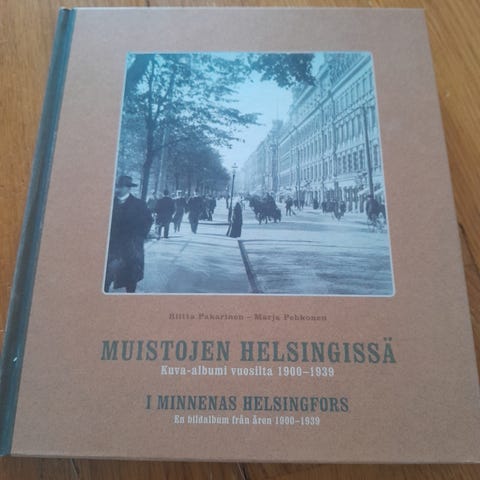 Riitta Pakarinen – Marja Pehkonen
MUISTOJEN HELSINGISSÄ
Kuva-albumi vuosilta 1900–1939
I MINNENAS HELSINGFORS
En bildalbum från åren 1900–1939